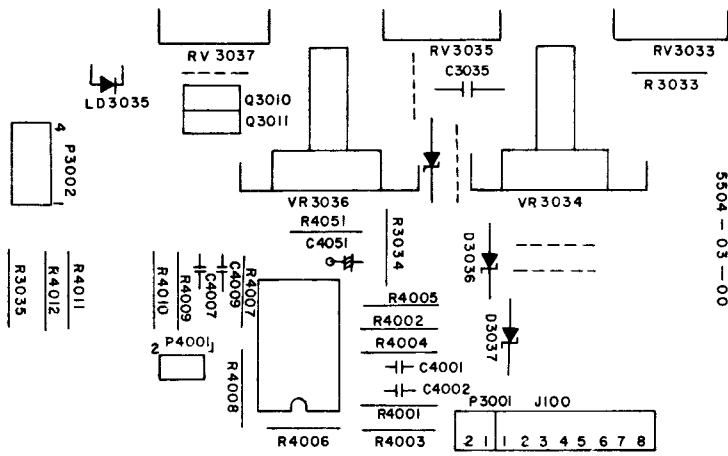 RV 3037
RV3035
RV3033
C3035
R3033
LD3035
Q3010
Q3011
4
P3002
1
VR3036
VR3034
5504-03-00
R4051
C4051
R3034
D3036
R3035
R4012
R4011
R4010
R4009
C4007
C4009
R4007
R4005
R4002
R4004
D3037
2 P4001 1
R4008
C4001
C4002
R4001
P3001 J100
R4006
R4003
2 1 1 2 3 4 5 6 7 8